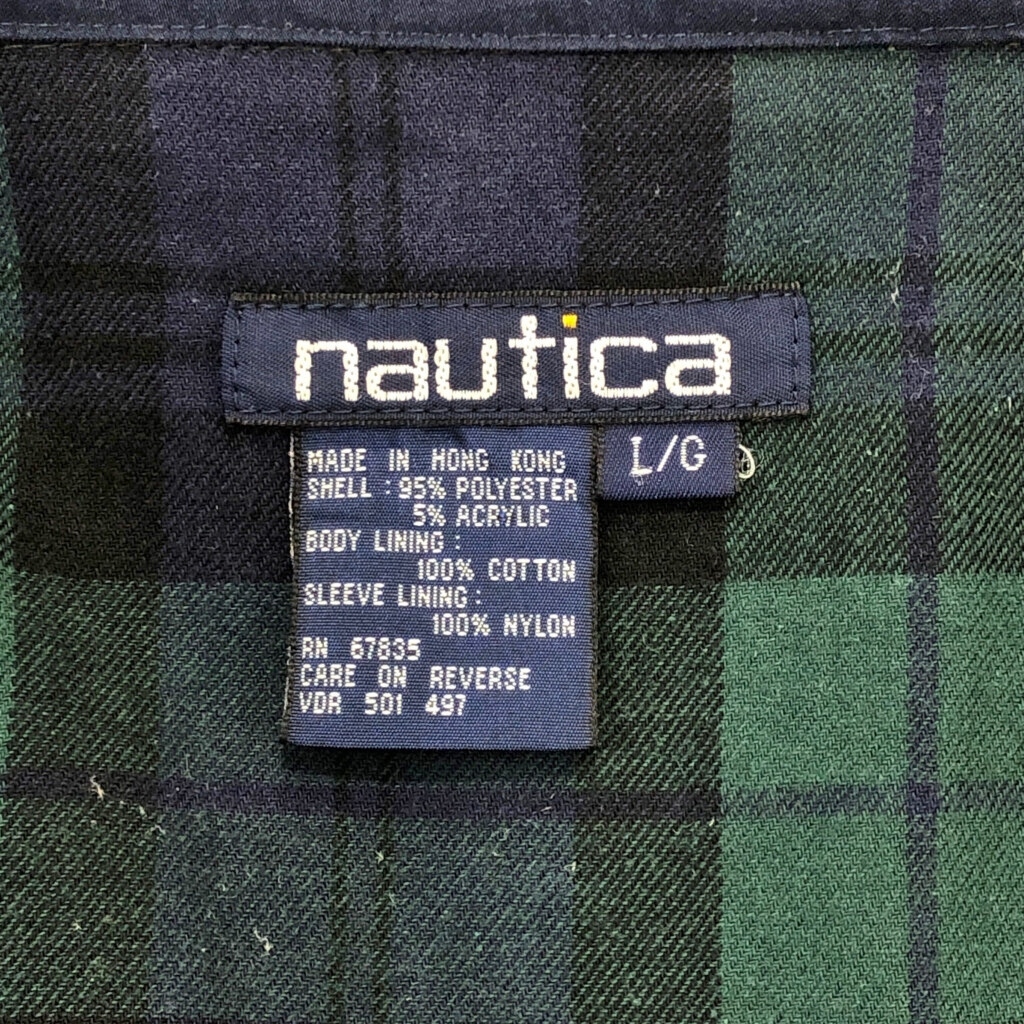 nautica
L/G
MADE IN HONG KONG
SHELL : 95% POLYESTER
5% ACRYLIC
BODY LINING :
100% COTTON
SLEEVE LINING :
100% NYLON
RN 67835
CARE ON REVERSE
VDR 501 497